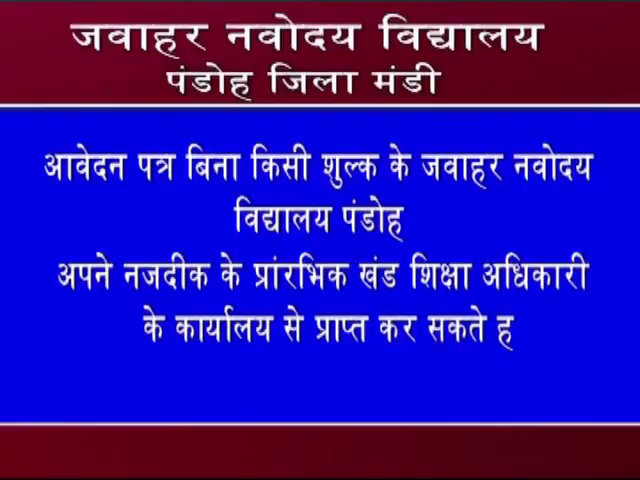 जवाहर नवोदय विद्यालय
पंडोह जिला मंडी
आवेदन पत्र बिना किसी शुल्क के जवाहर नवोदय
विद्यालय पंडोह
अपने नजदीक के प्रांरभिक खंड शिक्षा अधिकारी
के कार्यालय से प्राप्त कर सकते ह